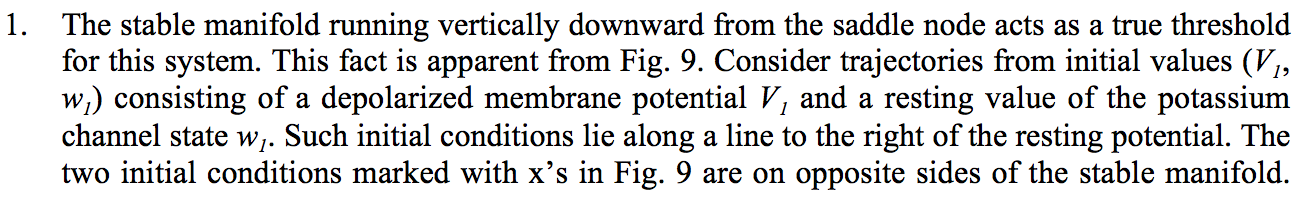 1. The stable manifold running vertically downward from the saddle node acts as a true threshold
for this system. This fact is apparent from Fig. 9. Consider trajectories from initial values (V₁,
w₁) consisting of a depolarized membrane potential V₁ and a resting value of the potassium
channel state w₁. Such initial conditions lie along a line to the right of the resting potential. The
two initial conditions marked with x’s in Fig. 9 are on opposite sides of the stable manifold.